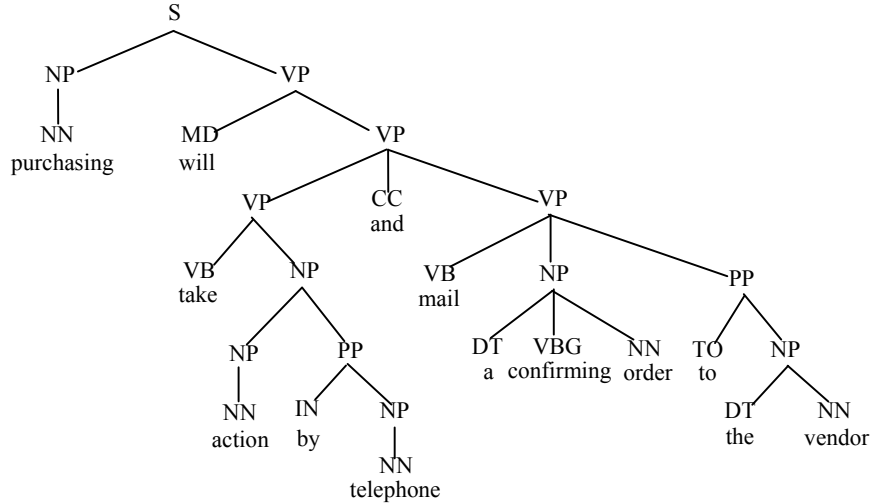 S
NP VP
NN MD VP
purchasing will
VP CC VP
and
VB NP VB NP PP
take mail
NP PP DT VBG NN TO NP
a confirming order to
NN IN NP DT NN
action by the vendor
NN
telephone